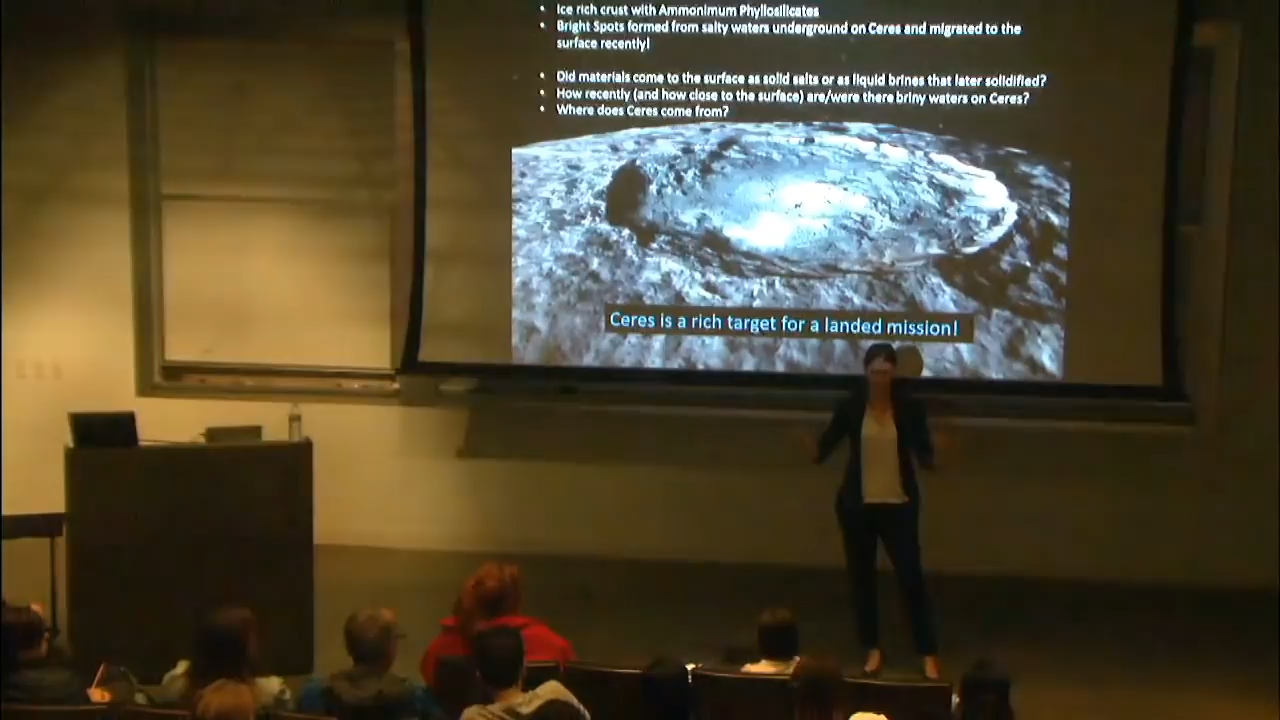 • Ice rich crust with Ammonimum Phyllosilicates
• Bright Spots formed from salty waters underground on Ceres and migrated to the
surface recently!
• Did materials come to the surface as solid salts or as liquid brines that later solidified?
• How recently (and how close to the surface) are/were there briny waters on Ceres?
• Where does Ceres come from?
Ceres is a rich target for a landed mission!